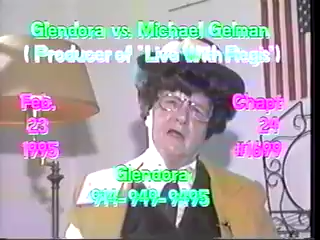 Glendora vs. Michael Gelman
( Producer of "Live With Regis")
Feb.
23
1995
Chapt
24
#1699
Glendora
914-949-9495